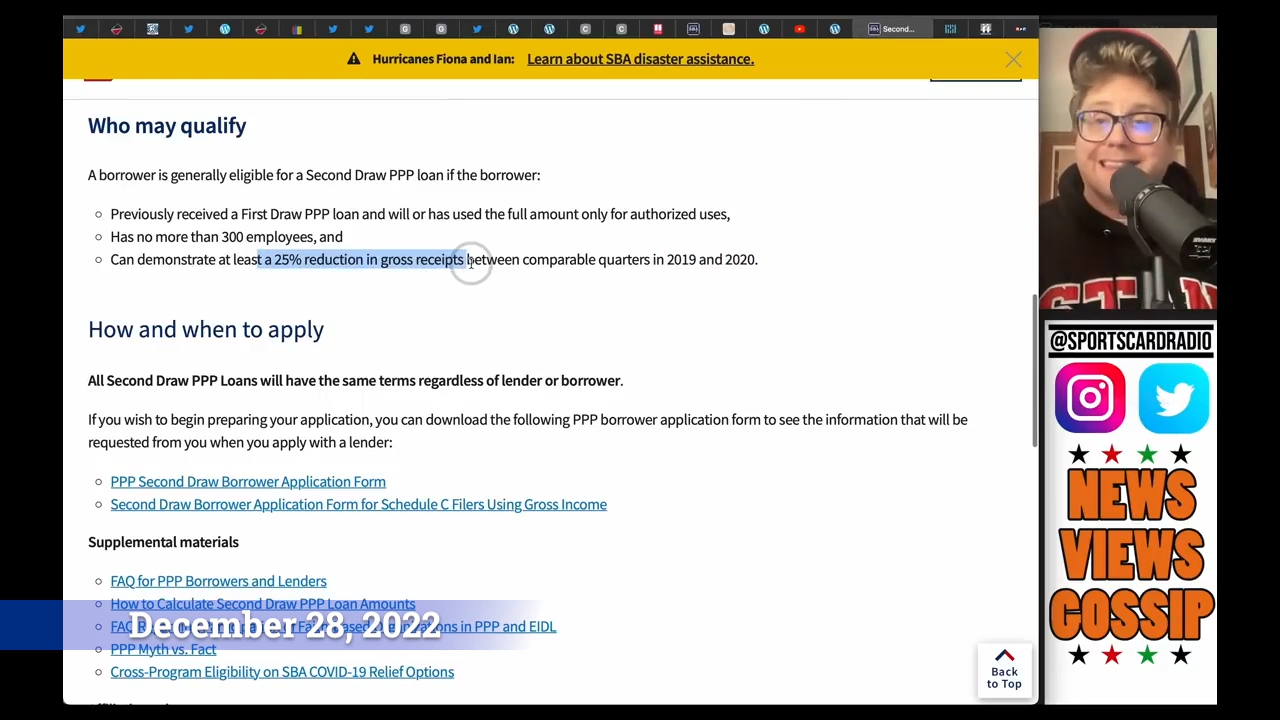 Second...
Hurricanes Fiona and Ian: Learn about SBA disaster assistance.
Who may qualify
A borrower is generally eligible for a Second Draw PPP loan if the borrower:
Previously received a First Draw PPP loan and will or has used the full amount only for authorized uses,
Has no more than 300 employees, and
Can demonstrate at least a 25% reduction in gross receipts between comparable quarters in 2019 and 2020.
How and when to apply
All Second Draw PPP Loans will have the same terms regardless of lender or borrower.
If you wish to begin preparing your application, you can download the following PPP borrower application form to see the information that will be
requested from you when you apply with a lender:
PPP Second Draw Borrower Application Form
Second Draw Borrower Application Form for Schedule C Filers Using Gross Income
Supplemental materials
FAQ for PPP Borrowers and Lenders
How to Calculate Second Draw PPP Loan Amounts
FAQ in PPP and EIDL
December 28, 2022
PPP Myth vs. Fact
Cross-Program Eligibility on SBA COVID-19 Relief Options
Back
to Top
@SPORTSCARDRADIO
NEWS
VIEWS
GOSSIP